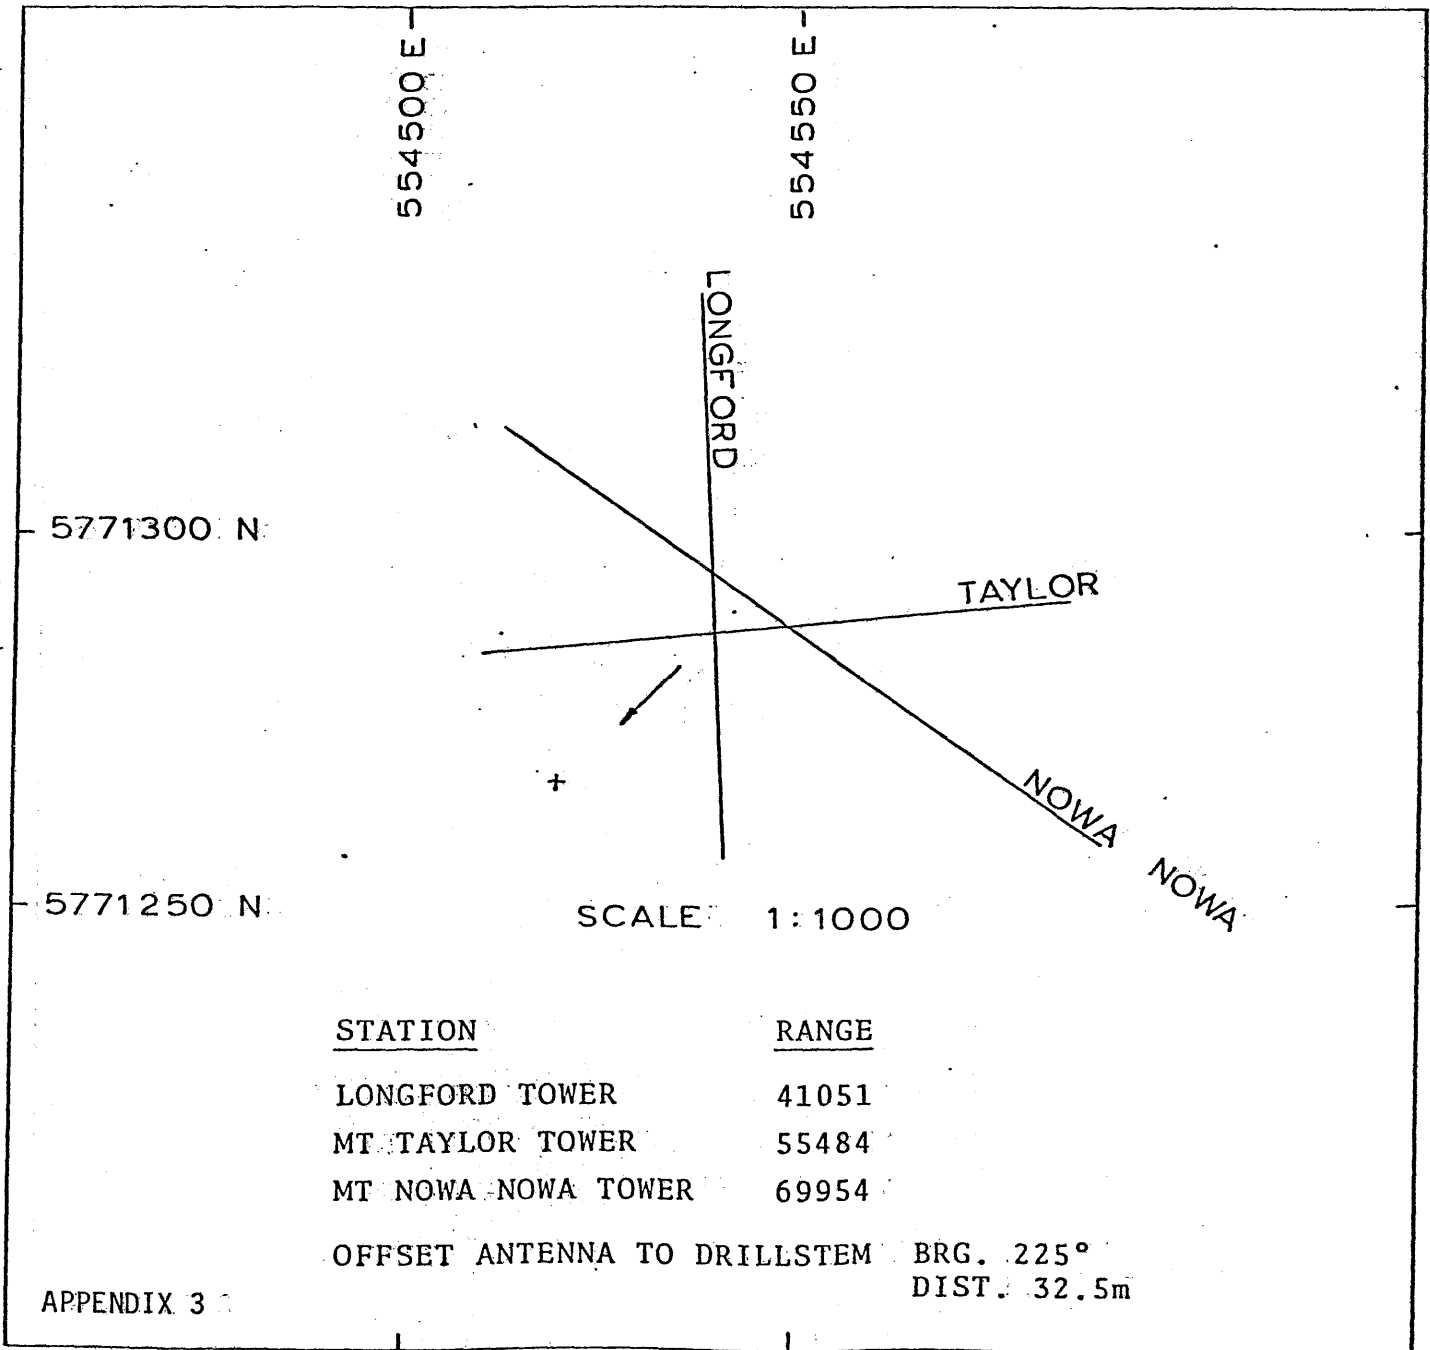 554500 E
554550 E
LONGFORD
5771300 N
TAYLOR
NOWA NOWA
5771250 N
SCALE 1:1000
STATION RANGE
LONGFORD TOWER 41051
MT TAYLOR TOWER 55484
MT NOWA NOWA TOWER 69954
OFFSET ANTENNA TO DRILLSTEM BRG. 225°
DIST. 32.5m
APPENDIX 3